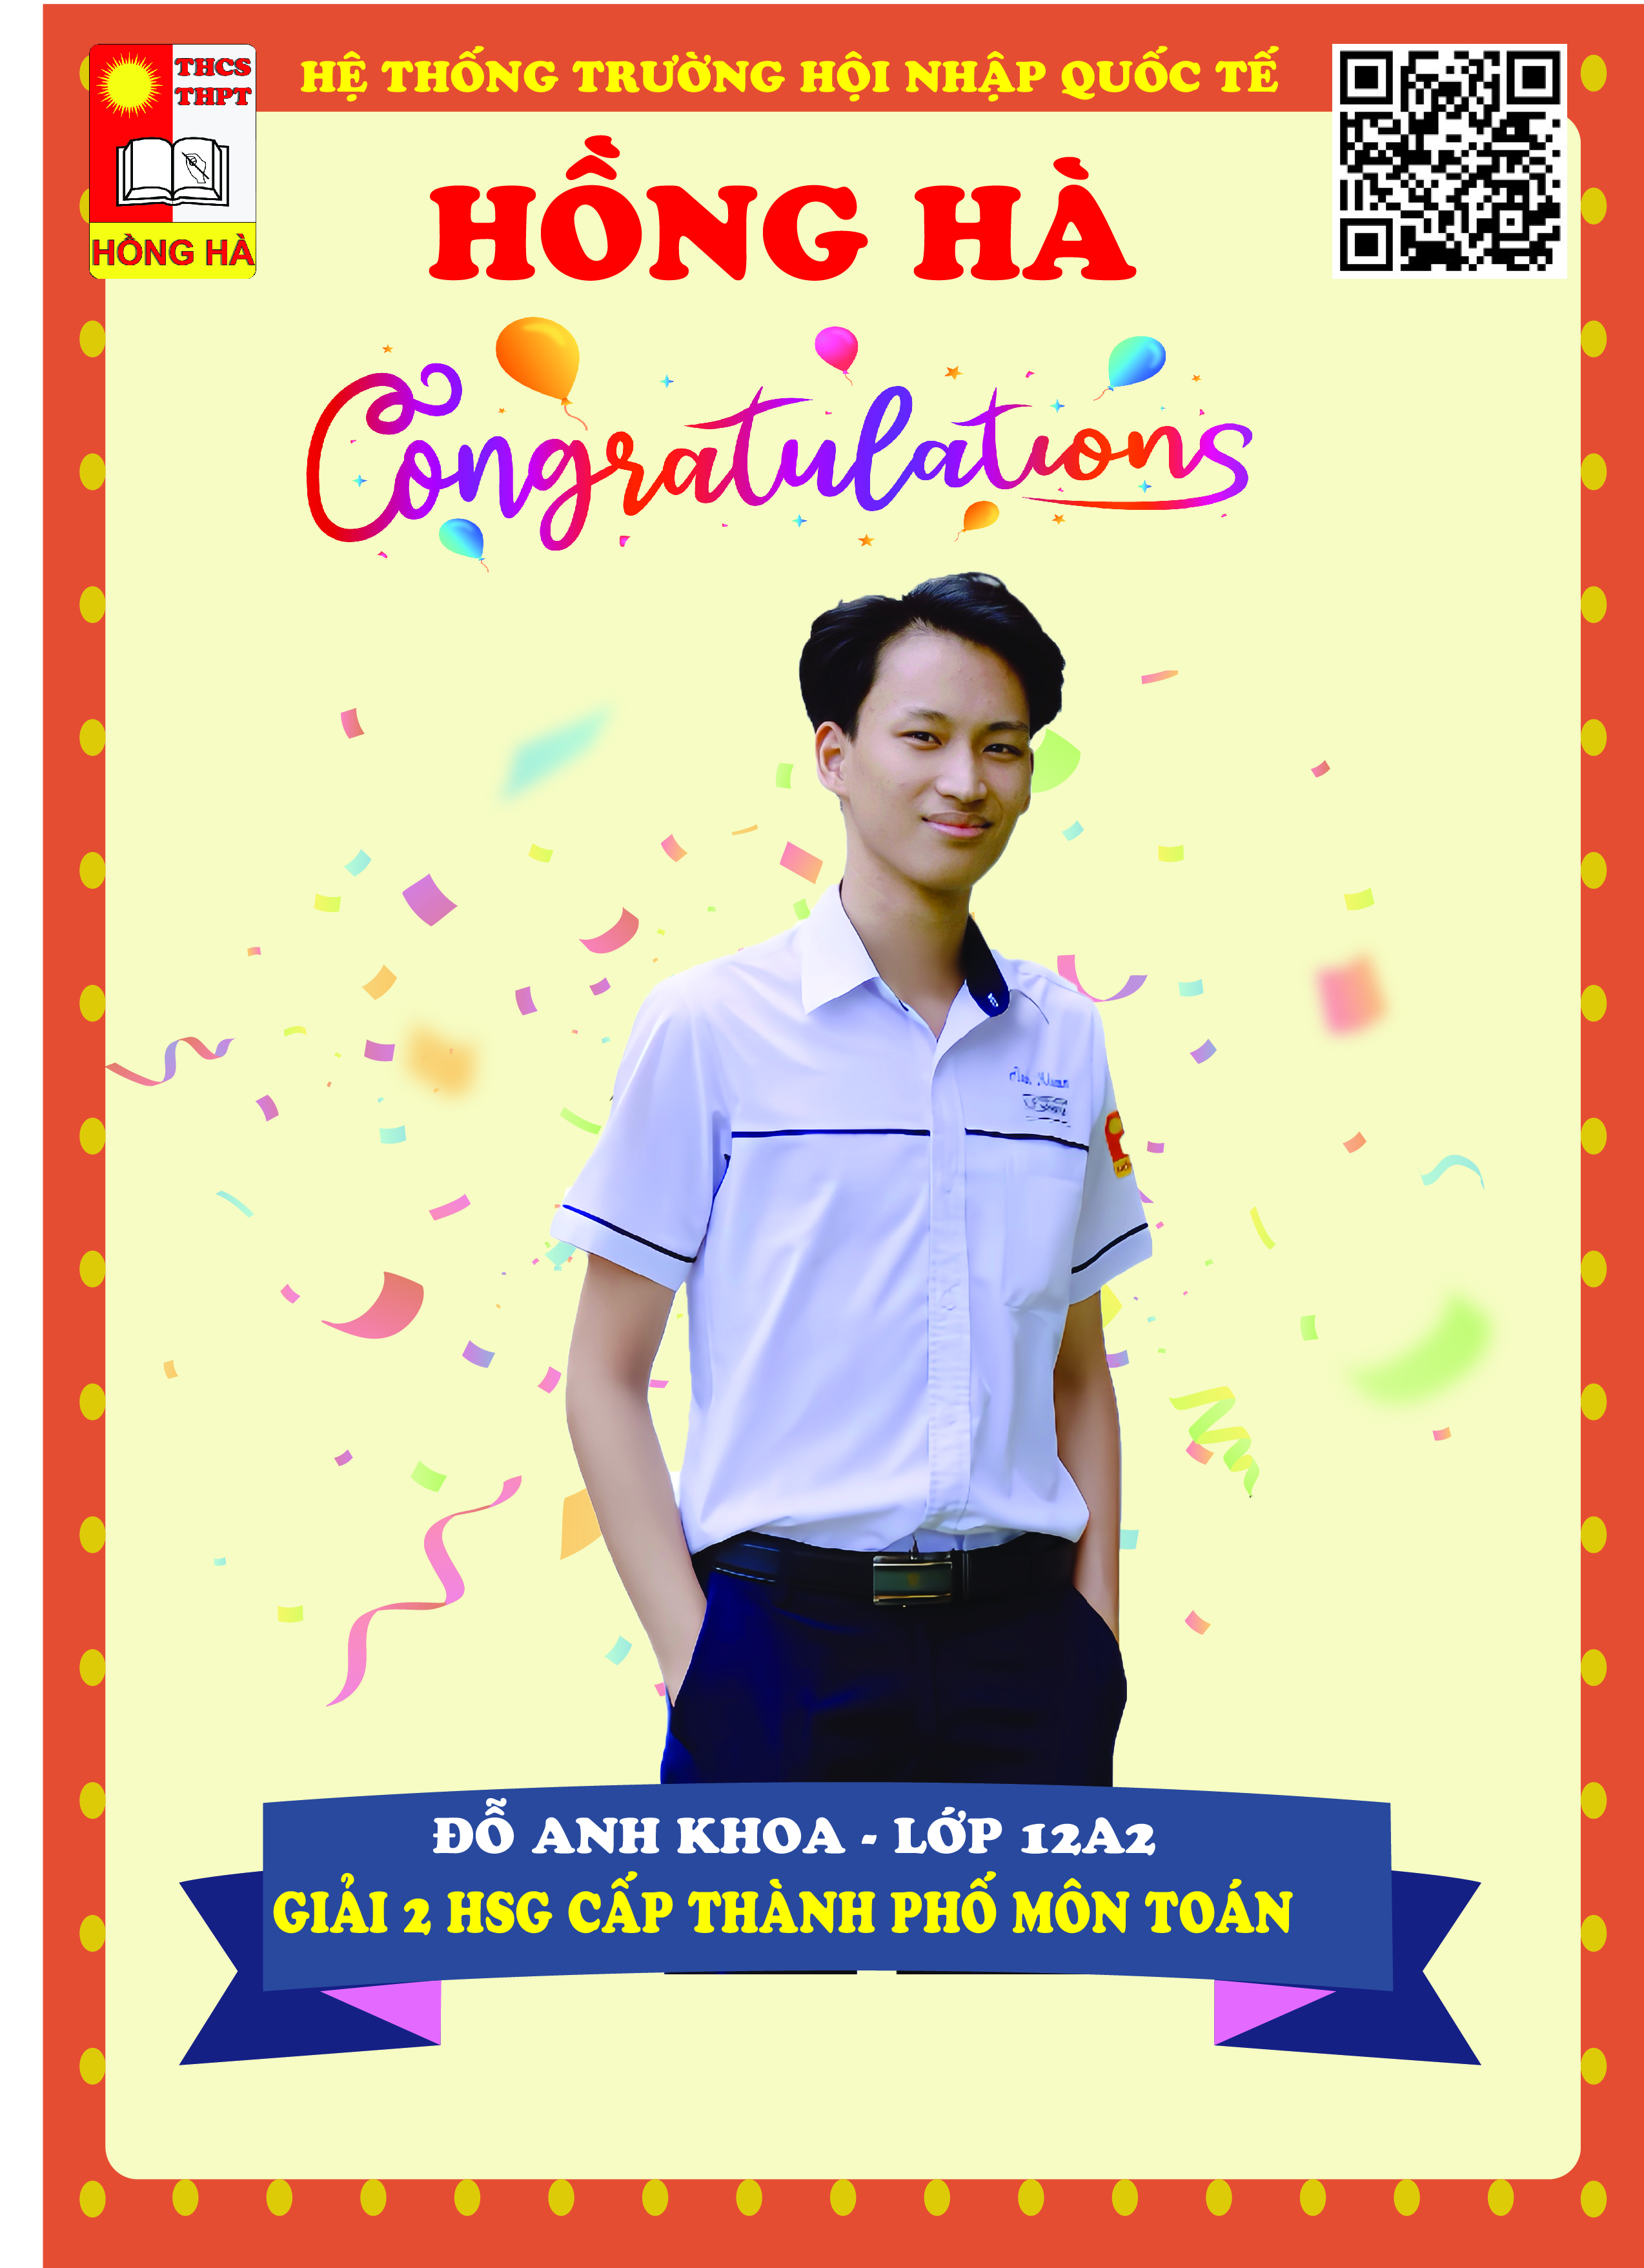 THCS
THPT
HỒNG HÀ
HỆ THỐNG TRƯỜNG HỘI NHẬP QUỐC TẾ
HỒNG HÀ
Congratulations
ĐỖ ANH KHOA - LỚP 12A2
GIẢI 2 HSG CẤP THÀNH PHỐ MÔN TOÁN